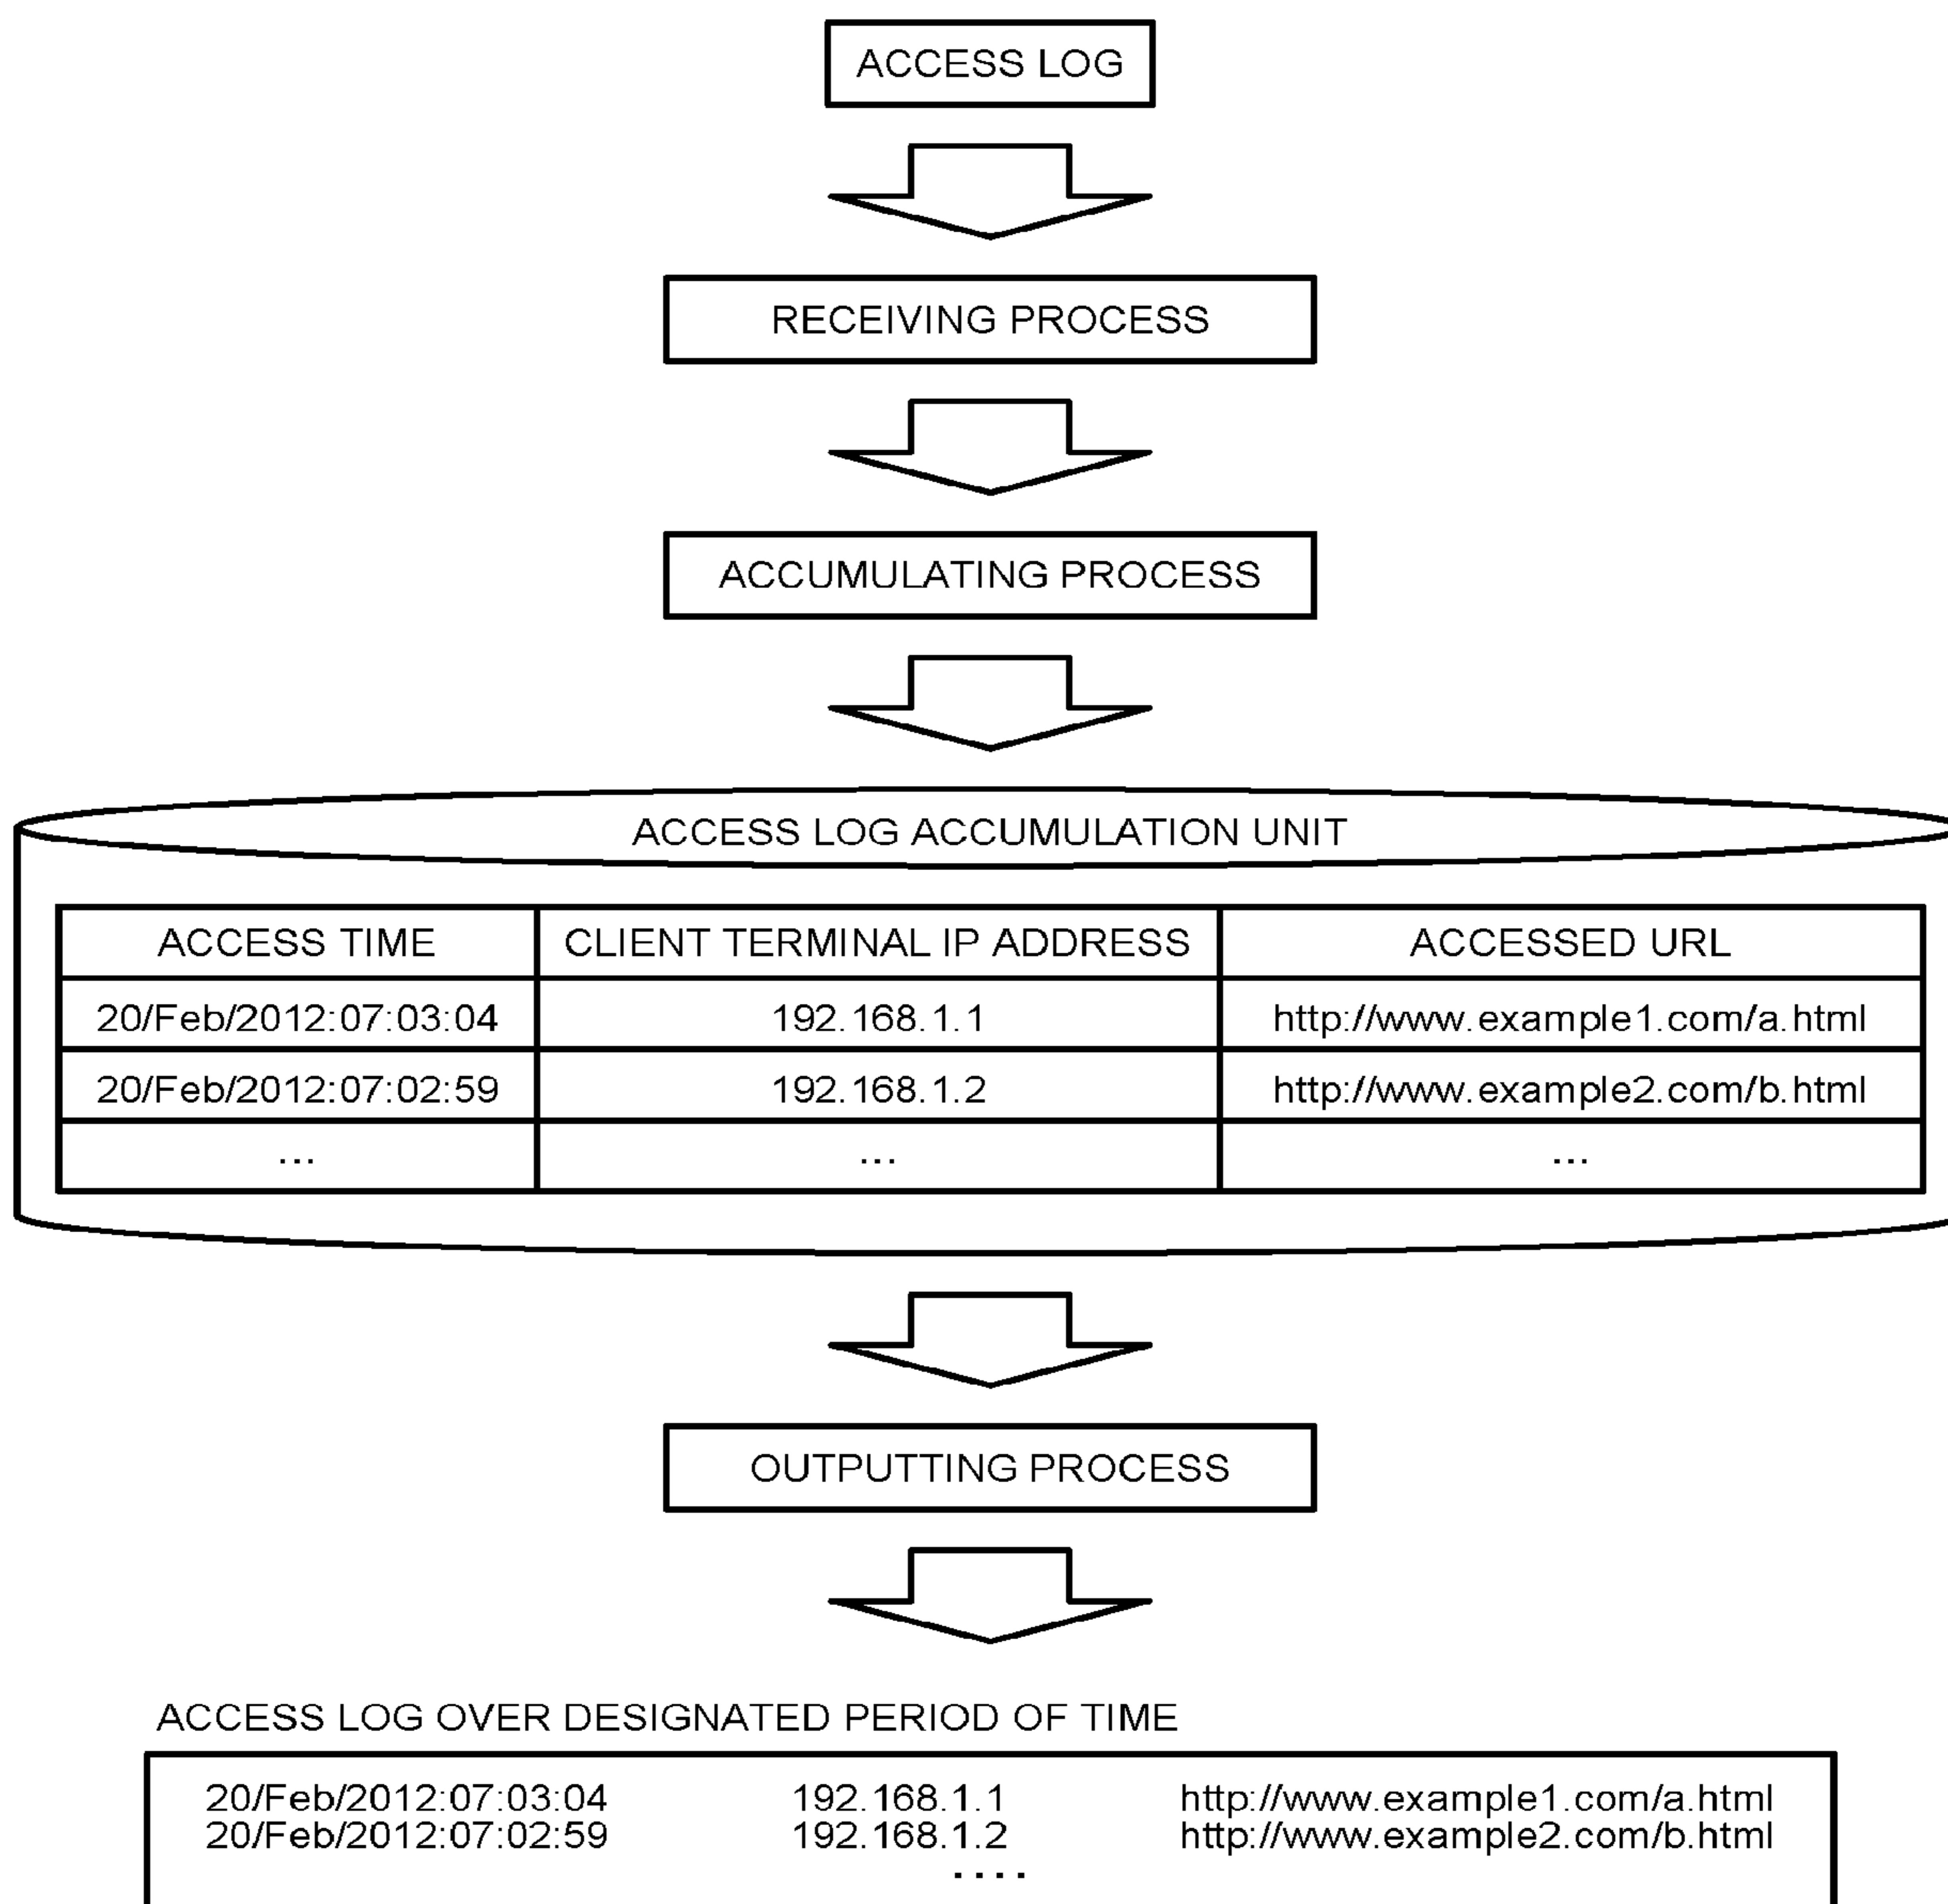 ACCESS LOG
RECEIVING PROCESS
ACCUMULATING PROCESS
ACCESS LOG ACCUMULATION UNIT
ACCESS TIME CLIENT TERMINAL IP ADDRESS ACCESSED URL
20/Feb/2012:07:03:04 192.168.1.1 http://www.example1.com/a.html
20/Feb/2012:07:02:59 192.168.1.2 http://www.example2.com/b.html
... ... ...
OUTPUTTING PROCESS
ACCESS LOG OVER DESIGNATED PERIOD OF TIME
20/Feb/2012:07:03:04 192.168.1.1 http://www.example1.com/a.html
20/Feb/2012:07:02:59 192.168.1.2 http://www.example2.com/b.html
....